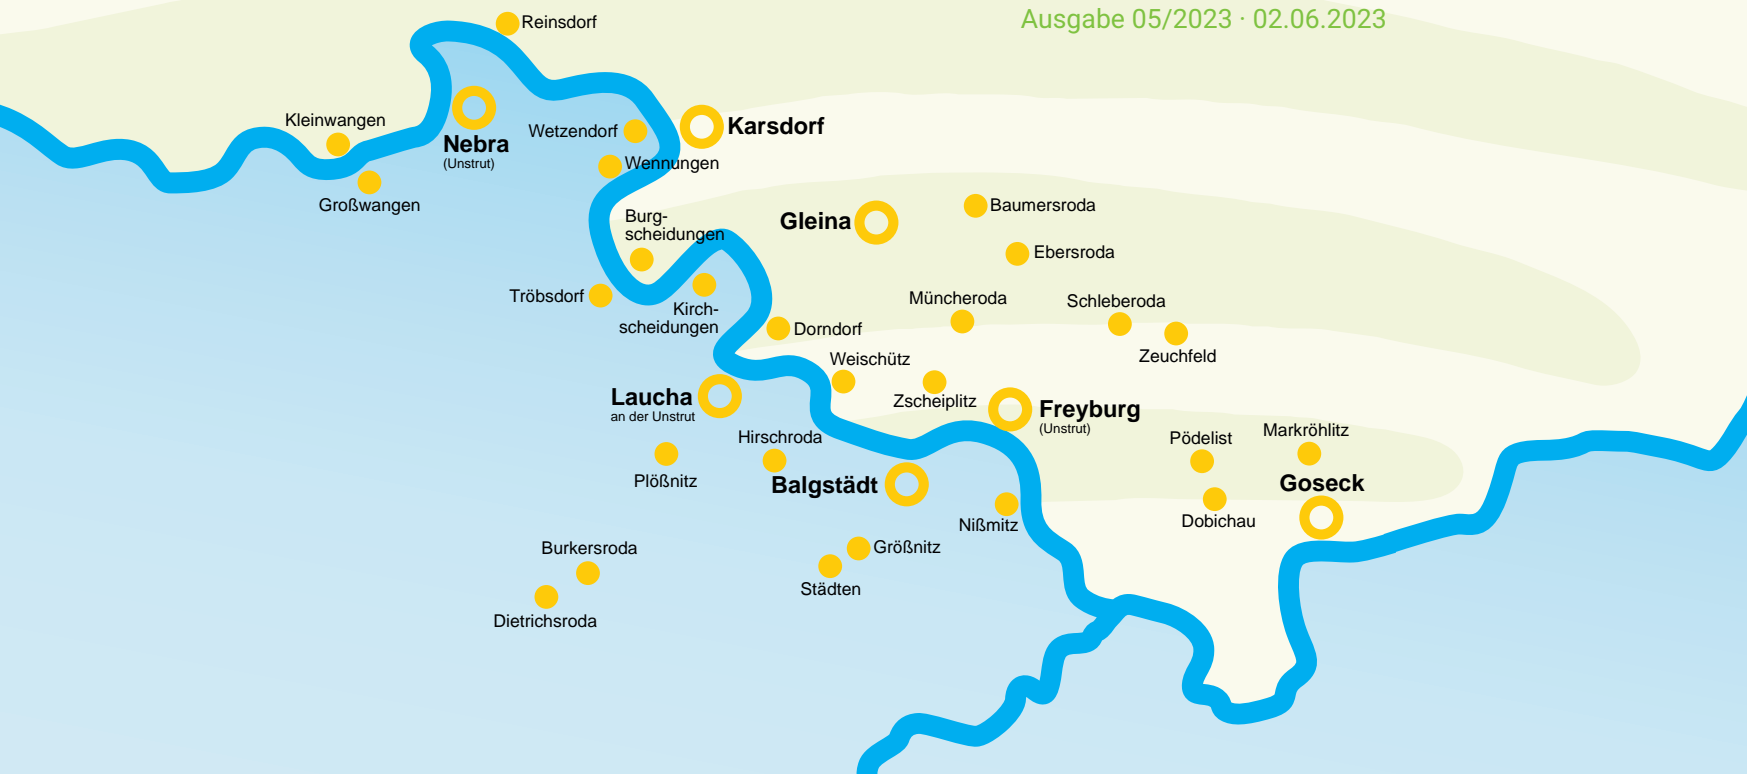 Ausgabe 05/2023 · 02.06.2023
Reinsdorf
Kleinwangen
Nebra
(Unstrut)
Wetzendorf
Karsdorf
Wennungen
Großwangen
Burg-
scheidungen
Gleina
Baumersroda
Ebersroda
Tröbsdorf
Kirch-
scheidungen
Müncheroda
Schleberoda
Dorndorf
Zeuchfeld
Weischütz
Laucha
an der Unstrut
Zscheiplitz
Freyburg
(Unstrut)
Hirschroda
Pödelist
Markröhlitz
Plößnitz
Balgstädt
Goseck
Nißmitz
Dobichau
Burkersroda
Größnitz
Städten
Dietrichsroda